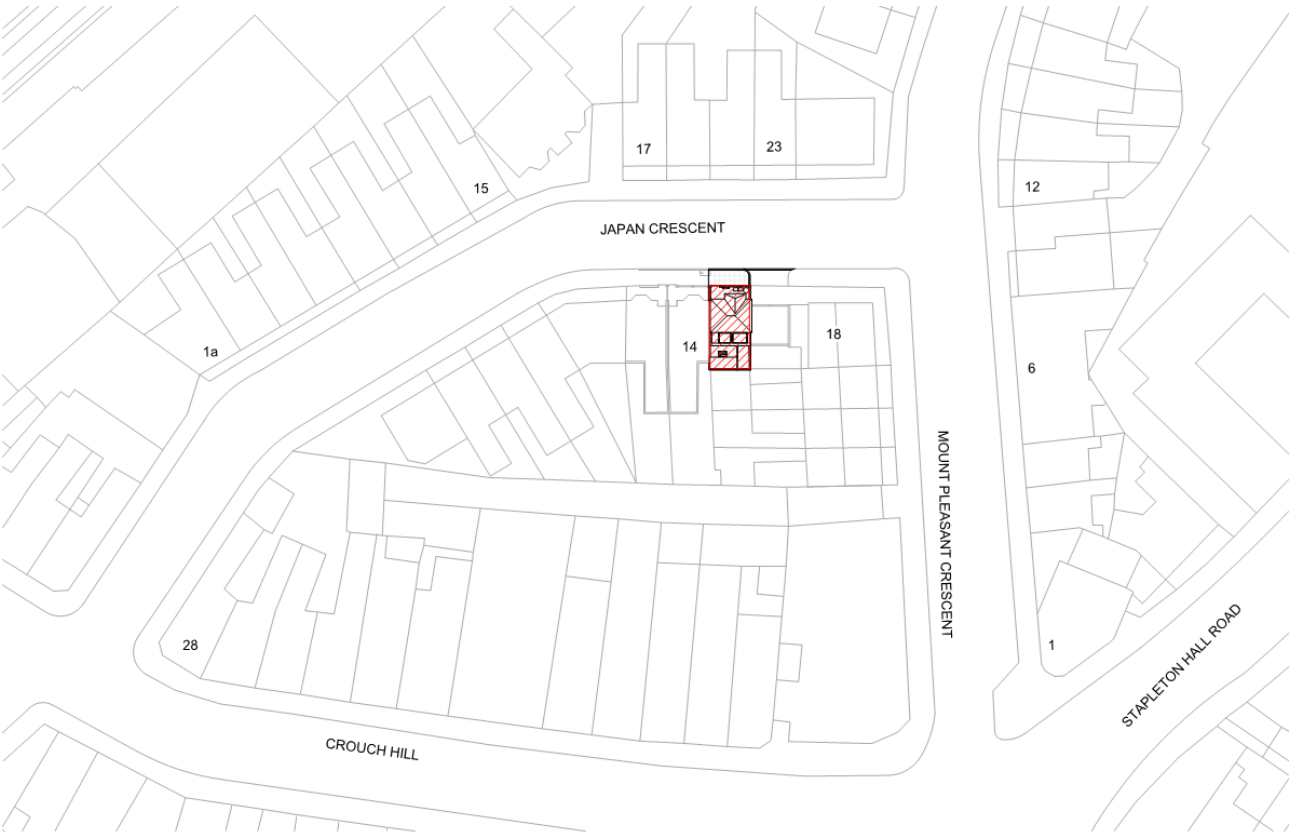 17
23
15
12
JAPAN CRESCENT
18
14
1a
6
MOUNT PLEASANT CRESCENT
28
1
STAPLETON HALL ROAD
CROUCH HILL